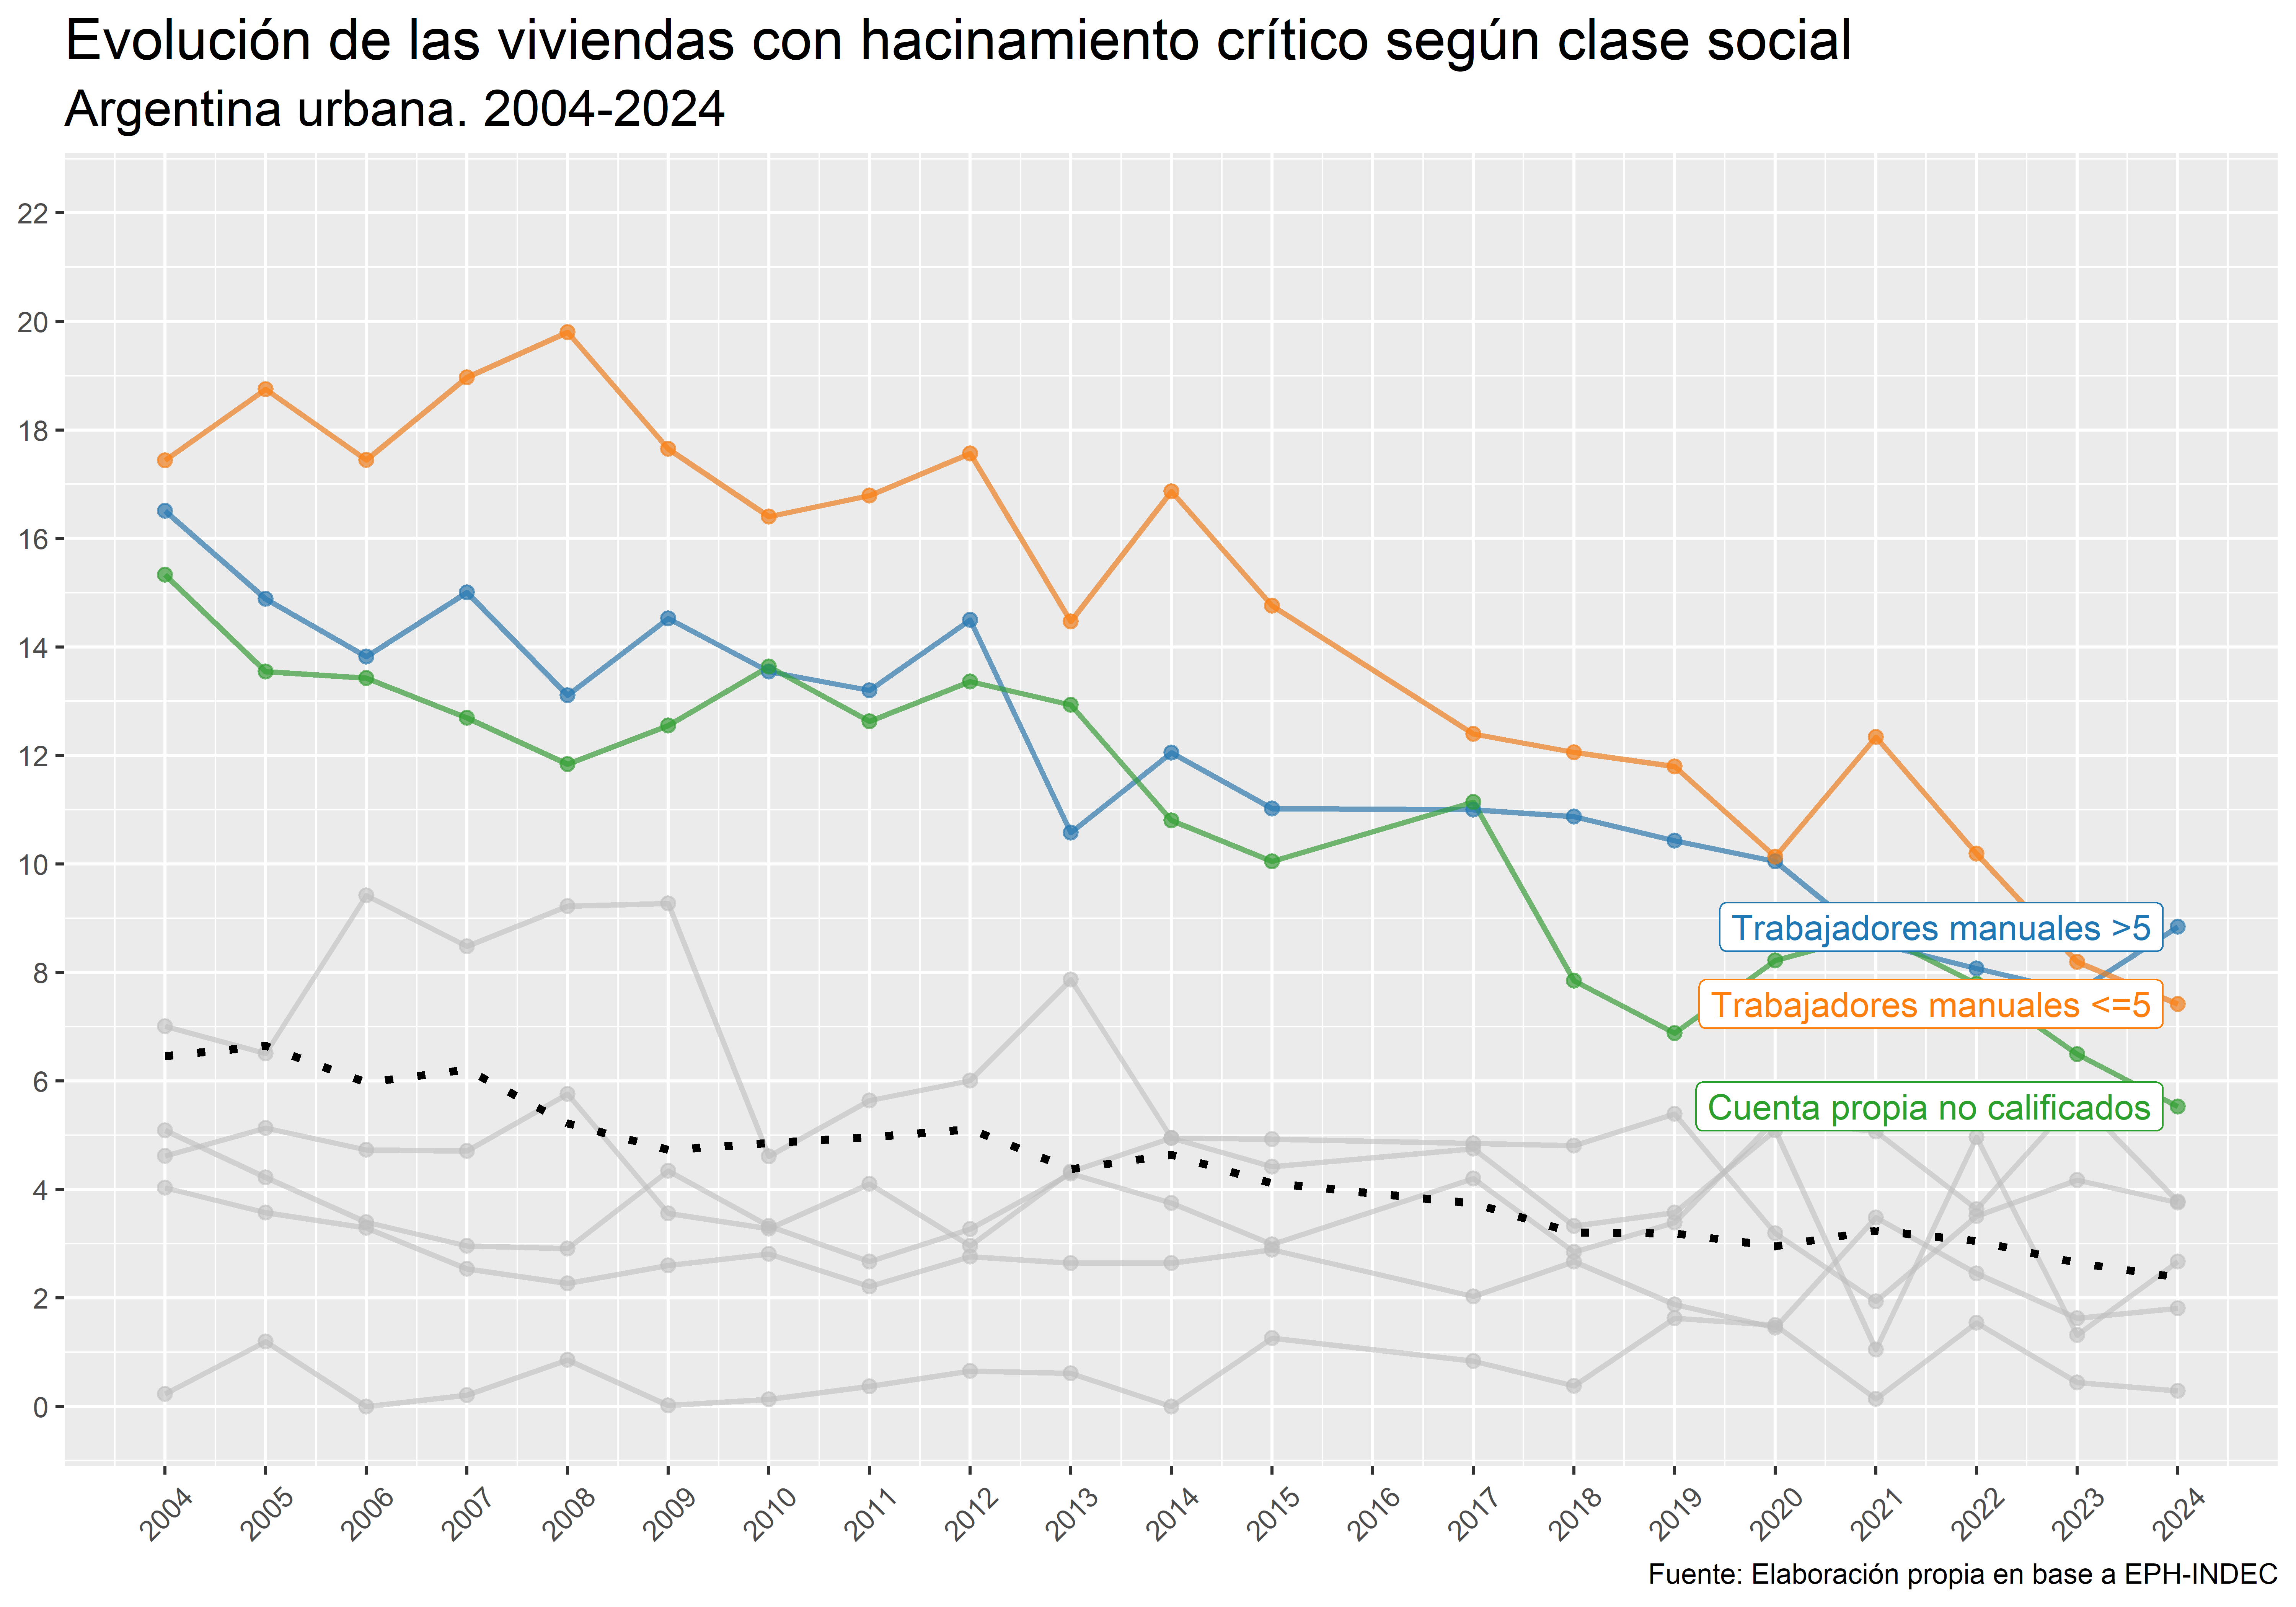 Evolución de las viviendas con hacinamiento crítico según clase social
Argentina urbana. 2004-2024
22
20
18
16
14
12
10
8
6
4
2
0
Trabajadores manuales >5
Trabajadores manuales <=5
Cuenta propia no calificados
2004 2005 2006 2007 2008 2009 2010 2011 2012 2013 2014 2015 2016 2017 2018 2019 2020 2021 2022 2023 2024
Fuente: Elaboración propia en base a EPH-INDEC